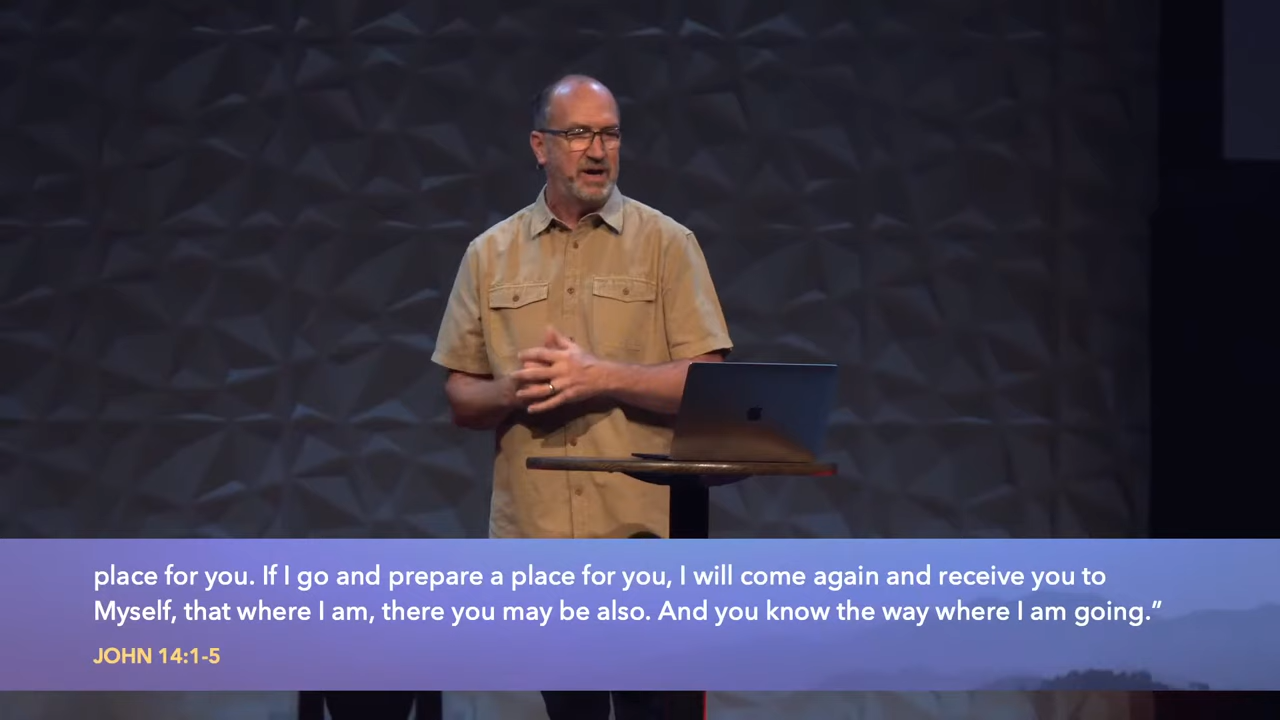 place for you. If I go and prepare a place for you, I will come again and receive you to
Myself, that where I am, there you may be also. And you know the way where I am going.”
JOHN 14:1-5